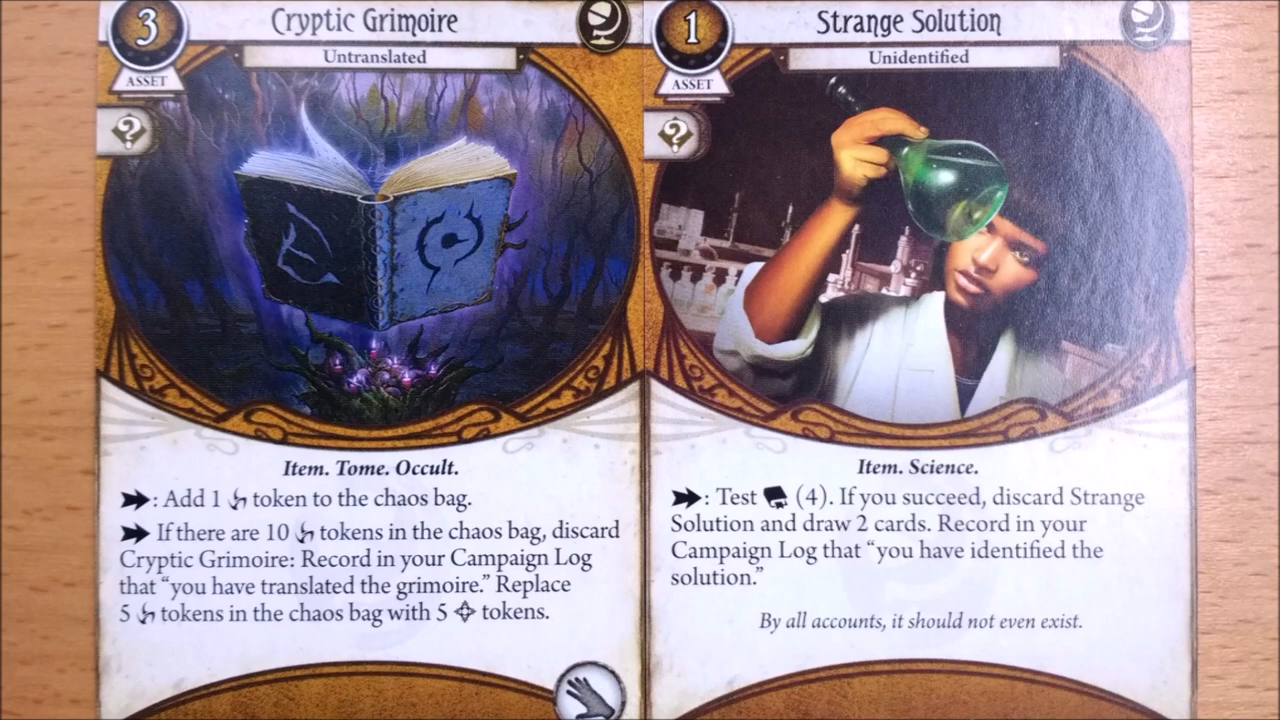 3
Cryptic Grimoire
Untranslated
ASSET
?
Item. Tome. Occult.
: Add 1 token to the chaos bag.
If there are 10 tokens in the chaos bag, discard
Cryptic Grimoire: Record in your Campaign Log
that “you have translated the grimoire.” Replace
5 tokens in the chaos bag with 5 tokens.
1
Strange Solution
Unidentified
ASSET
?
Item. Science.
: Test (4). If you succeed, discard Strange
Solution and draw 2 cards. Record in your
Campaign Log that “you have identified the
solution.”
By all accounts, it should not even exist.